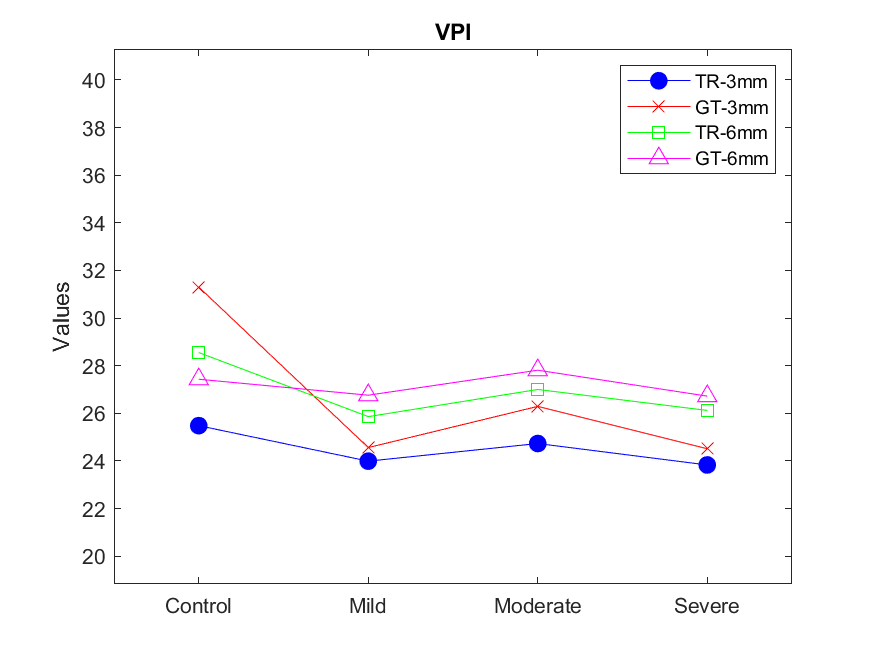 VPI
TR-3mm
GT-3mm
TR-6mm
GT-6mm
Values
40
38
36
34
32
30
28
26
24
22
20
Control Mild Moderate Severe